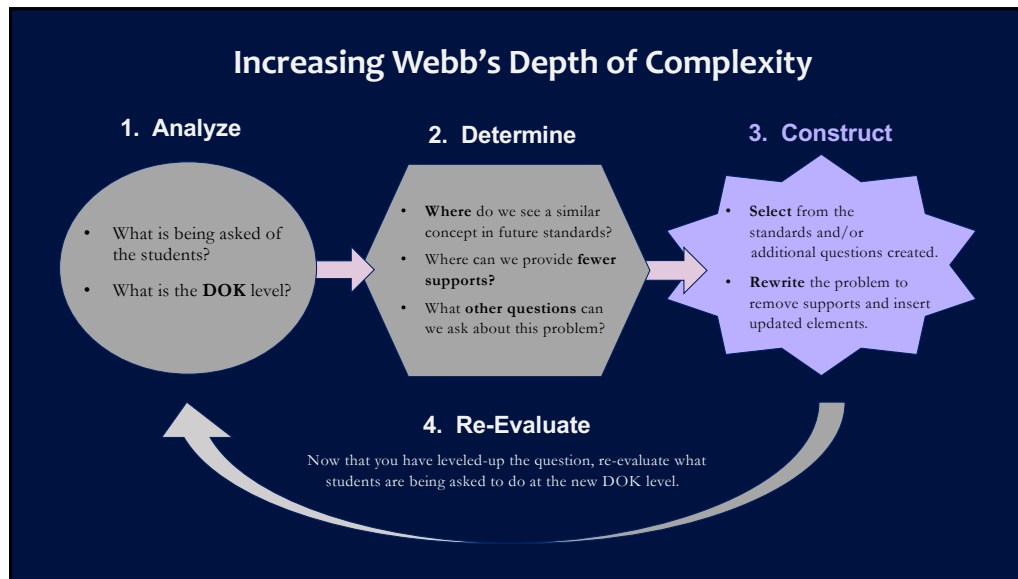 Increasing Webb's Depth of Complexity
1. Analyze
• What is being asked of
the students?
• What is the DOK level?
2. Determine
• Where do we see a similar
concept in future standards?
• Where can we provide fewer
supports?
• What other questions can
we ask about this problem?
3. Construct
• Select from the
standards and/or
additional questions created.
• Rewrite the problem to
remove supports and insert
updated elements.
4. Re-Evaluate
Now that you have leveled-up the question, re-evaluate what
students are being asked to do at the new DOK level.